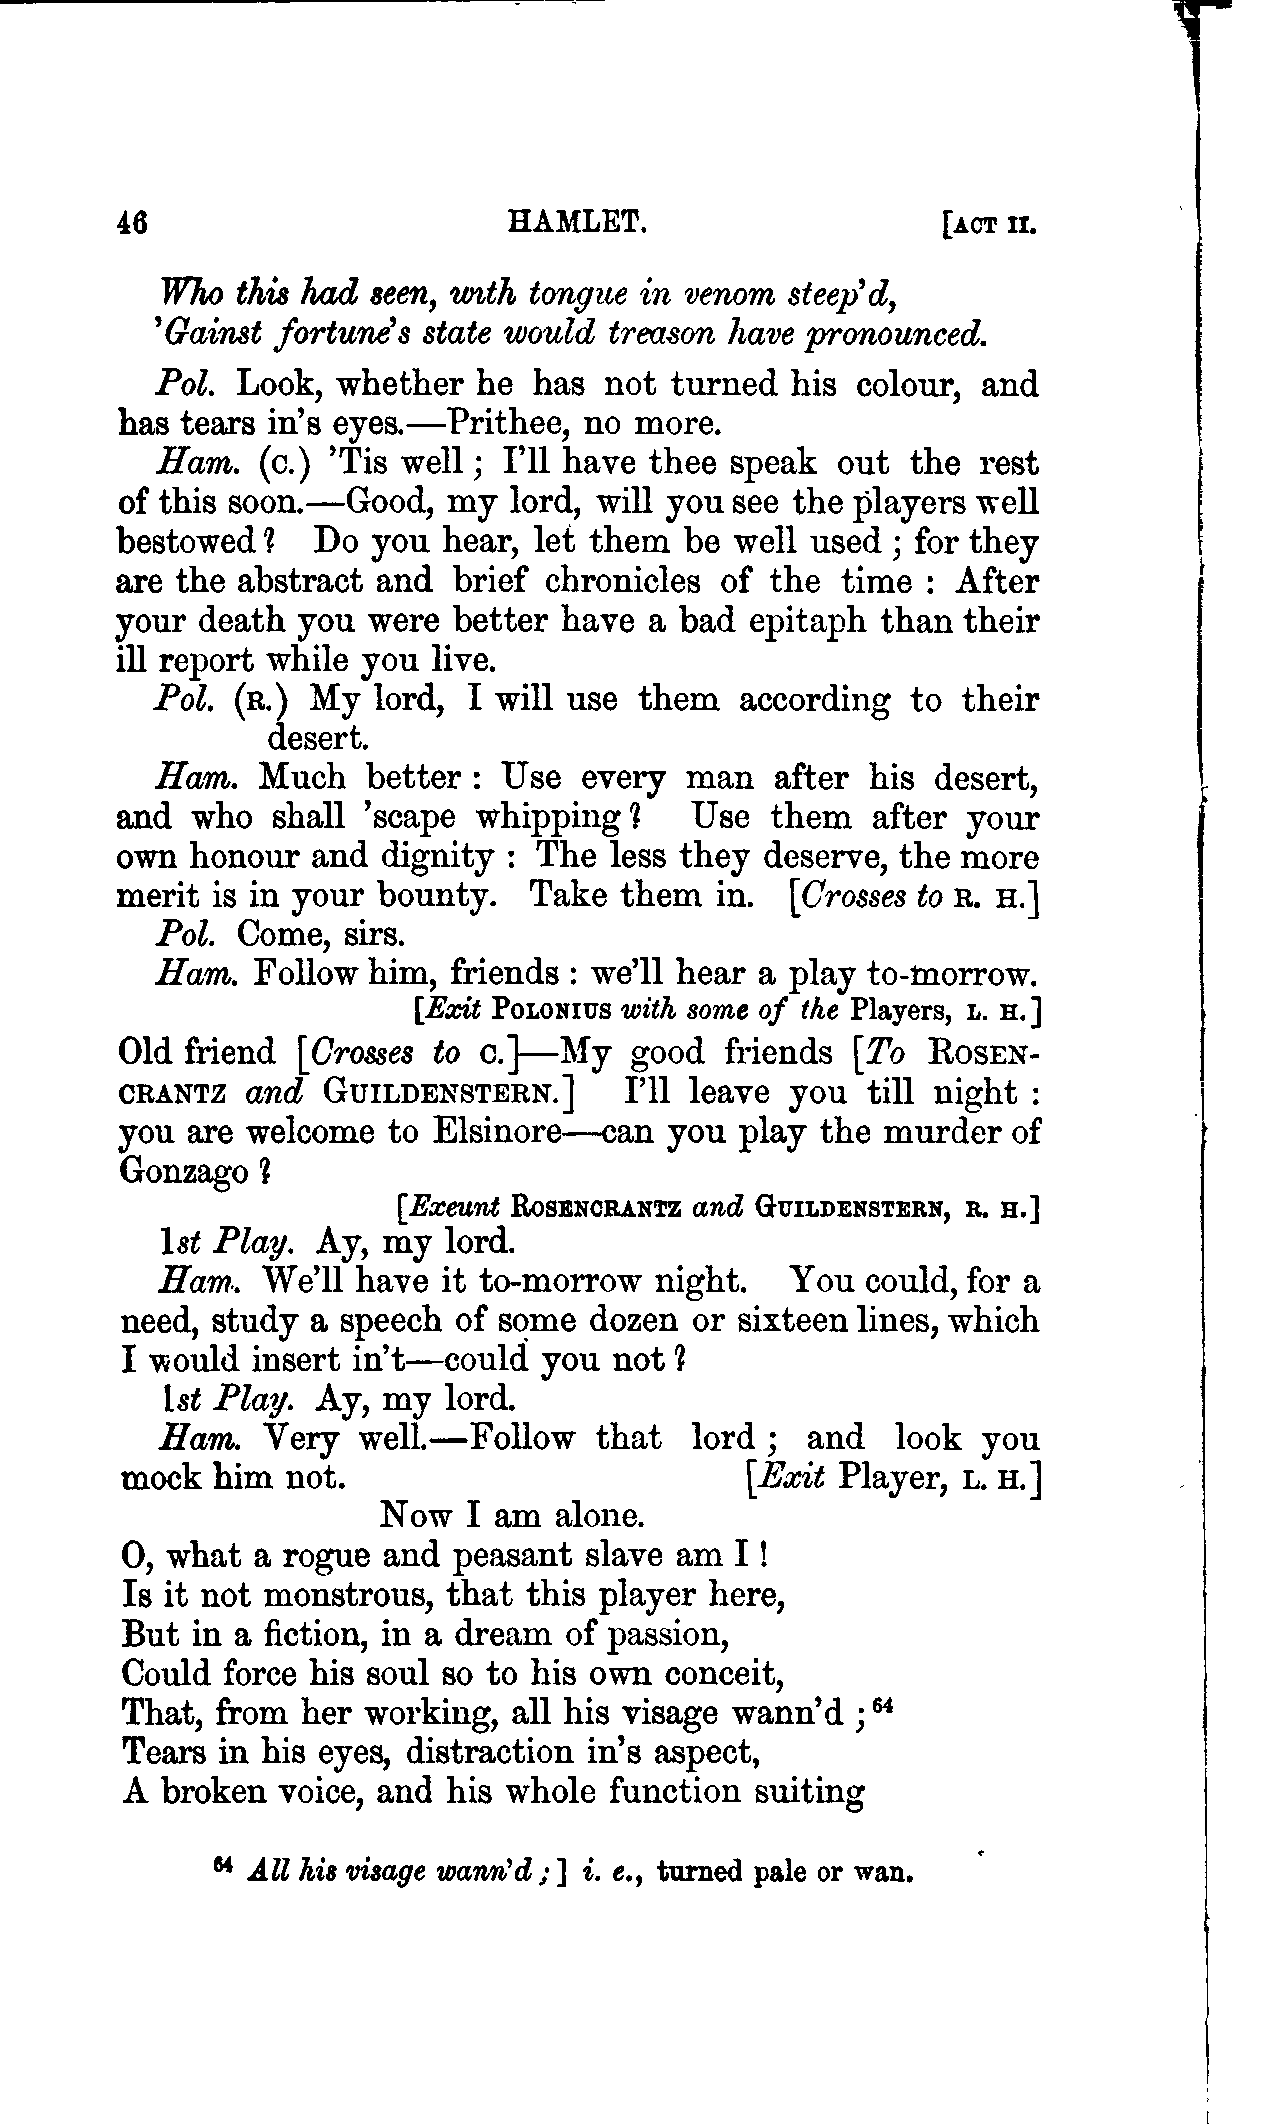 46 HAMLET. [ACT II.
Who this had seen, with tongue in venom steep'd,
'Gainst fortune's state would treason have pronounced.
Pol. Look, whether he has not turned his colour, and
has tears in's eyes.—Prithee, no more.
Ham. (C.) 'Tis well; I'll have thee speak out the rest
of this soon.—Good, my lord, will you see the players well
bestowed? Do you hear, let them be well used; for they
are the abstract and brief chronicles of the time: After
your death you were better have a bad epitaph than their
ill report while you live.
Pol. (R.) My lord, I will use them according to their
desert.
Ham. Much better: Use every man after his desert,
and who shall 'scape whipping? Use them after your
own honour and dignity: The less they deserve, the more
merit is in your bounty. Take them in. [Crosses to R. H.]
Pol. Come, sirs.
Ham. Follow him, friends: we'll hear a play to-morrow.
[Exit POLONIUS with some of the Players, L. H.]
Old friend [Crosses to C.]—My good friends [To ROSEN-
CRANTZ and GUILDENSTERN.] I'll leave you till night:
you are welcome to Elsinore—can you play the murder of
Gonzago?
[Exeunt ROSENCRANTZ and GUILDENSTERN, R. H.]
1st Play. Ay, my lord.
Ham. We'll have it to-morrow night. You could, for a
need, study a speech of some dozen or sixteen lines, which
I would insert in't—could you not?
1st Play. Ay, my lord.
Ham. Very well.—Follow that lord; and look you
mock him not. [Exit Player, L. H.]
Now I am alone.
O, what a rogue and peasant slave am I!
Is it not monstrous, that this player here,
But in a fiction, in a dream of passion,
Could force his soul so to his own conceit,
That, from her working, all his visage wann'd;64
Tears in his eyes, distraction in's aspect,
A broken voice, and his whole function suiting
64 All his visage wann'd;] i. e., turned pale or wan.